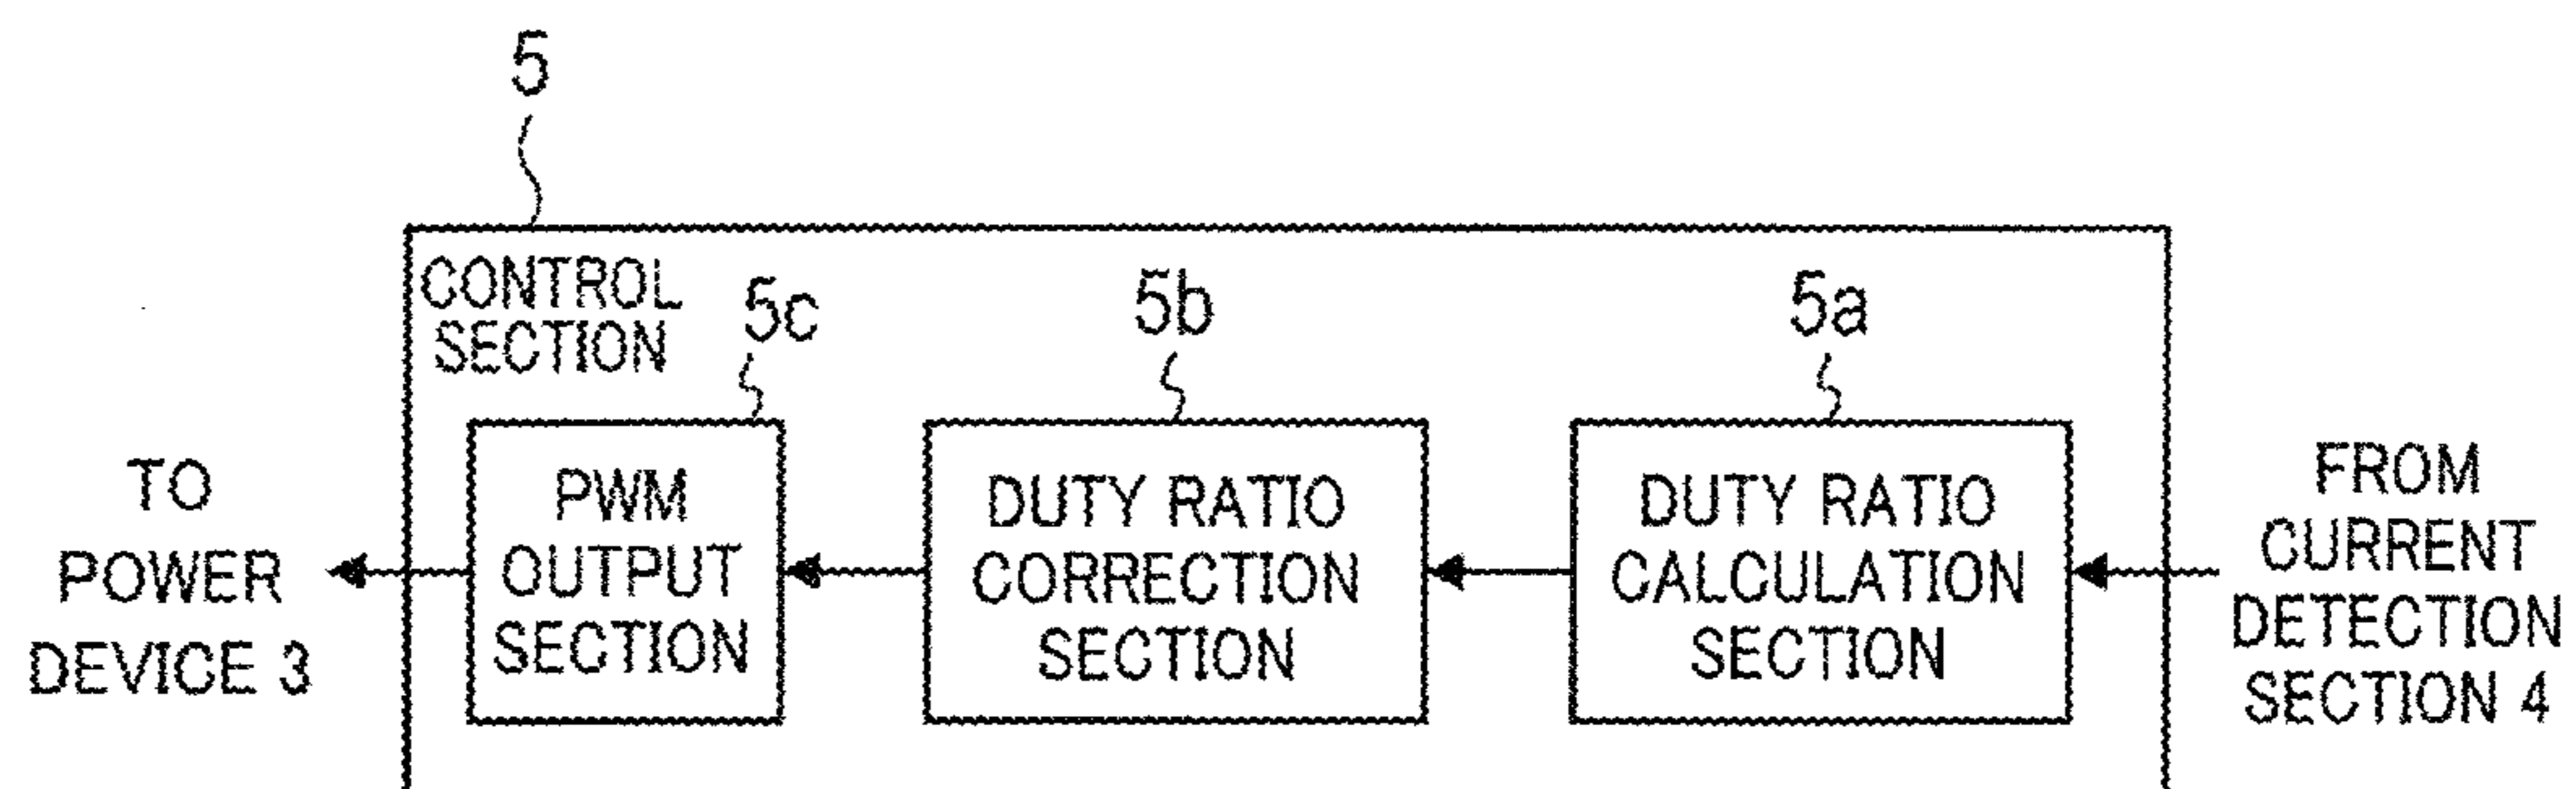 5
CONTROL
SECTION
5c
5b
5a
TO
POWER
DEVICE 3
PWM
OUTPUT
SECTION
DUTY RATIO
CORRECTION
SECTION
DUTY RATIO
CALCULATION
SECTION
FROM
CURRENT
DETECTION
SECTION 4